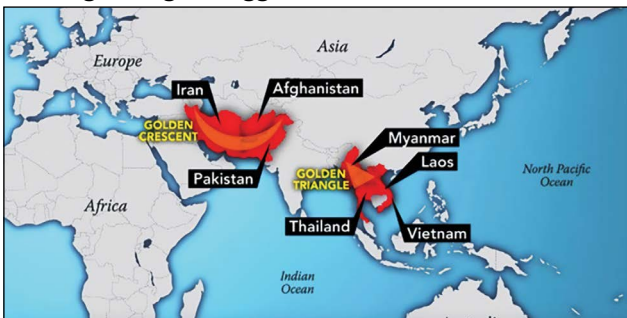 Asia
Europe
Iran
Afghanistan
GOLDEN
CRESCENT
Myanmar
Laos
GOLDEN
TRIANGLE
Pakistan
North Pacific
Ocean
Africa
Thailand
Vietnam
Indian
Ocean